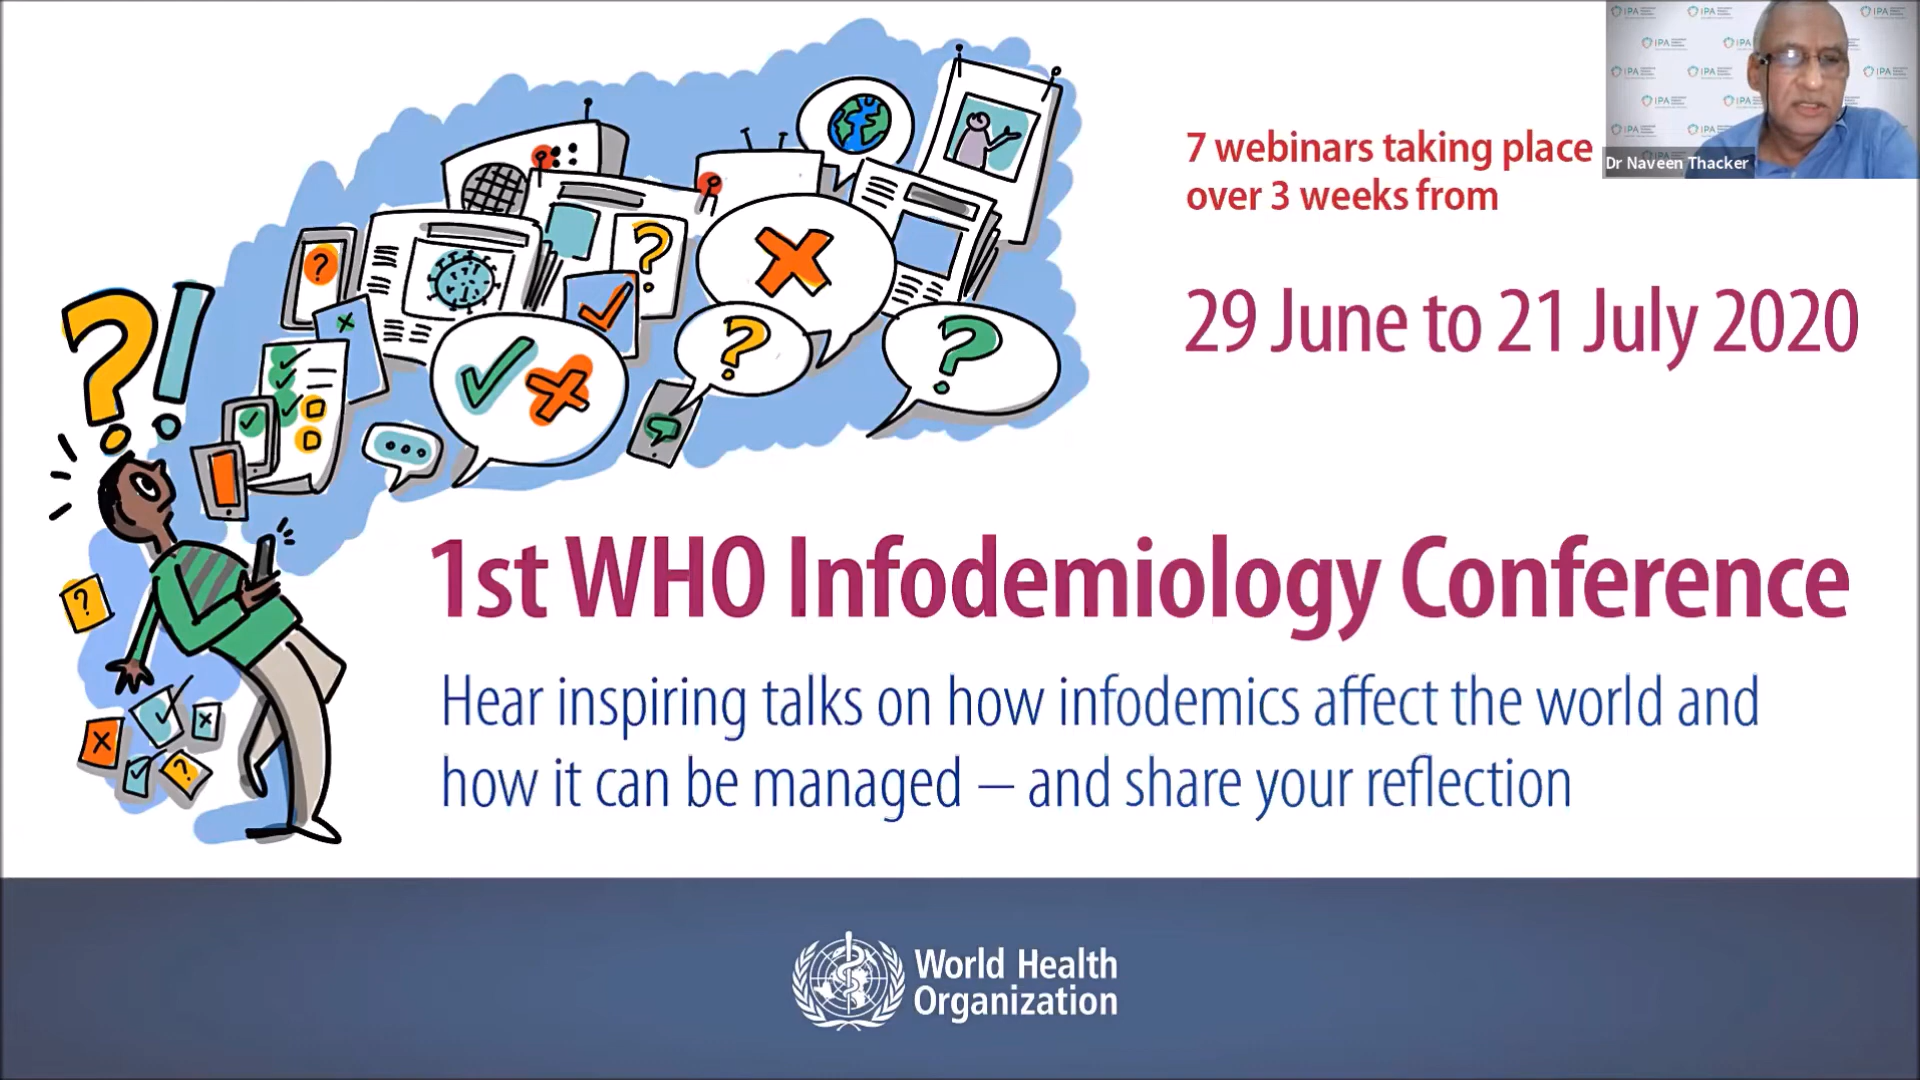 7 webinars taking place
over 3 weeks from
29 June to 21 July 2020
1st WHO Infodemiology Conference
Hear inspiring talks on how infodemics affect the world and
how it can be managed – and share your reflection
World Health
Organization
Dr Naveen Thacker
IPA